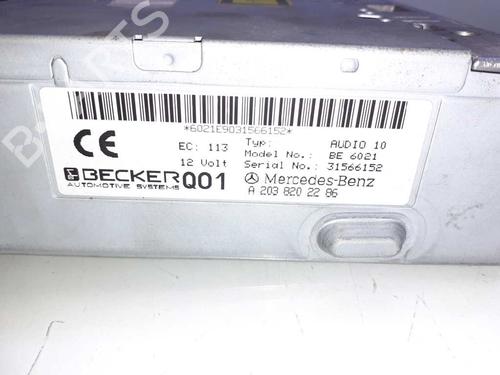 *6021E9031566152*
CE
EC: 113
12 Volt
Typ: AUDIO 10
Model No.: BE 6021
Serial No.: 31566152
BECKER
AUTOMOTIVE SYSTEMS
Q01
Mercedes-Benz
A 203 820 22 86